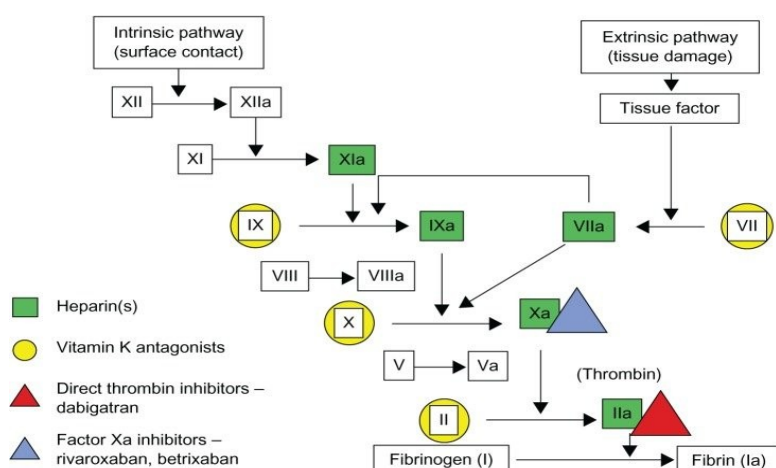 Intrinsic pathway
(surface contact)
Extrinsic pathway
(tissue damage)
XII
XIIa
Tissue factor
XI
XIa
IX
IXa
VIIa
VII
VIII
VIIIa
Heparin(s)
X
Xa
Vitamin K antagonists
V
Va
Direct thrombin inhibitors –
dabigatran
(Thrombin)
II
IIa
Factor Xa inhibitors –
rivaroxaban, betrixaban
Fibrinogen (I)
Fibrin (Ia)